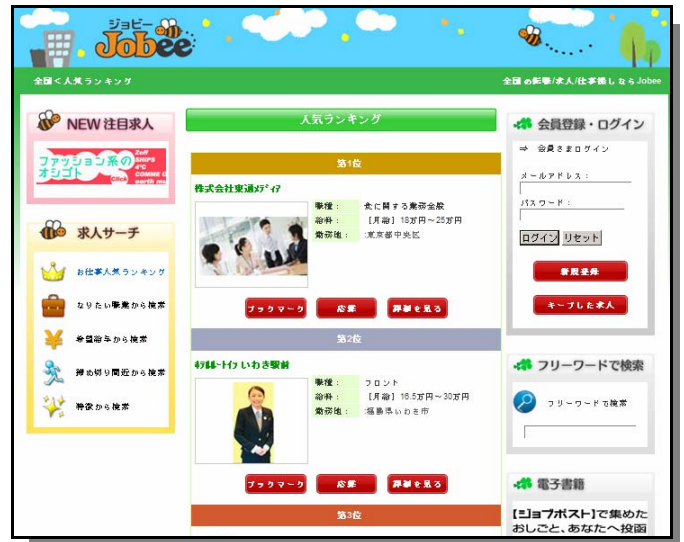 ジョビー
Jobee
全国<人気ランキング
全国の転職/求人/仕事探しならJobee
NEW 注目求人
ファッション系の
オシゴト
Zoff
SHIPS
4℃
COMME C
earth mu
Click
求人サーチ
お仕事人気ランキング
なりたい職業から検索
希望給与から検索
締め切り間近から検索
特徴から検索
人気ランキング
第1位
株式会社東通ﾒﾃﾞｨｱ
職種:
食に関する業務全般
給料:
[月給] 18万円～25万円
勤務地:
:東京都中央区
ブックマーク
応募
詳細を見る
第2位
いわき駅前
職種:
フロント
給料:
[月給] 16.5万円～30万円
勤務地:
:福島県いわき市
ブックマーク
応募
詳細を見る
第3位
会員登録・ログイン
⇒ 会員さまログイン
メールアドレス:
パスワード:
ログイン
リセット
新規登録
キープした求人
フリーワードで検索
フリーワードで検索
電子書籍
【ジョブポスト】で集めた
おしごと、あなたへ投函